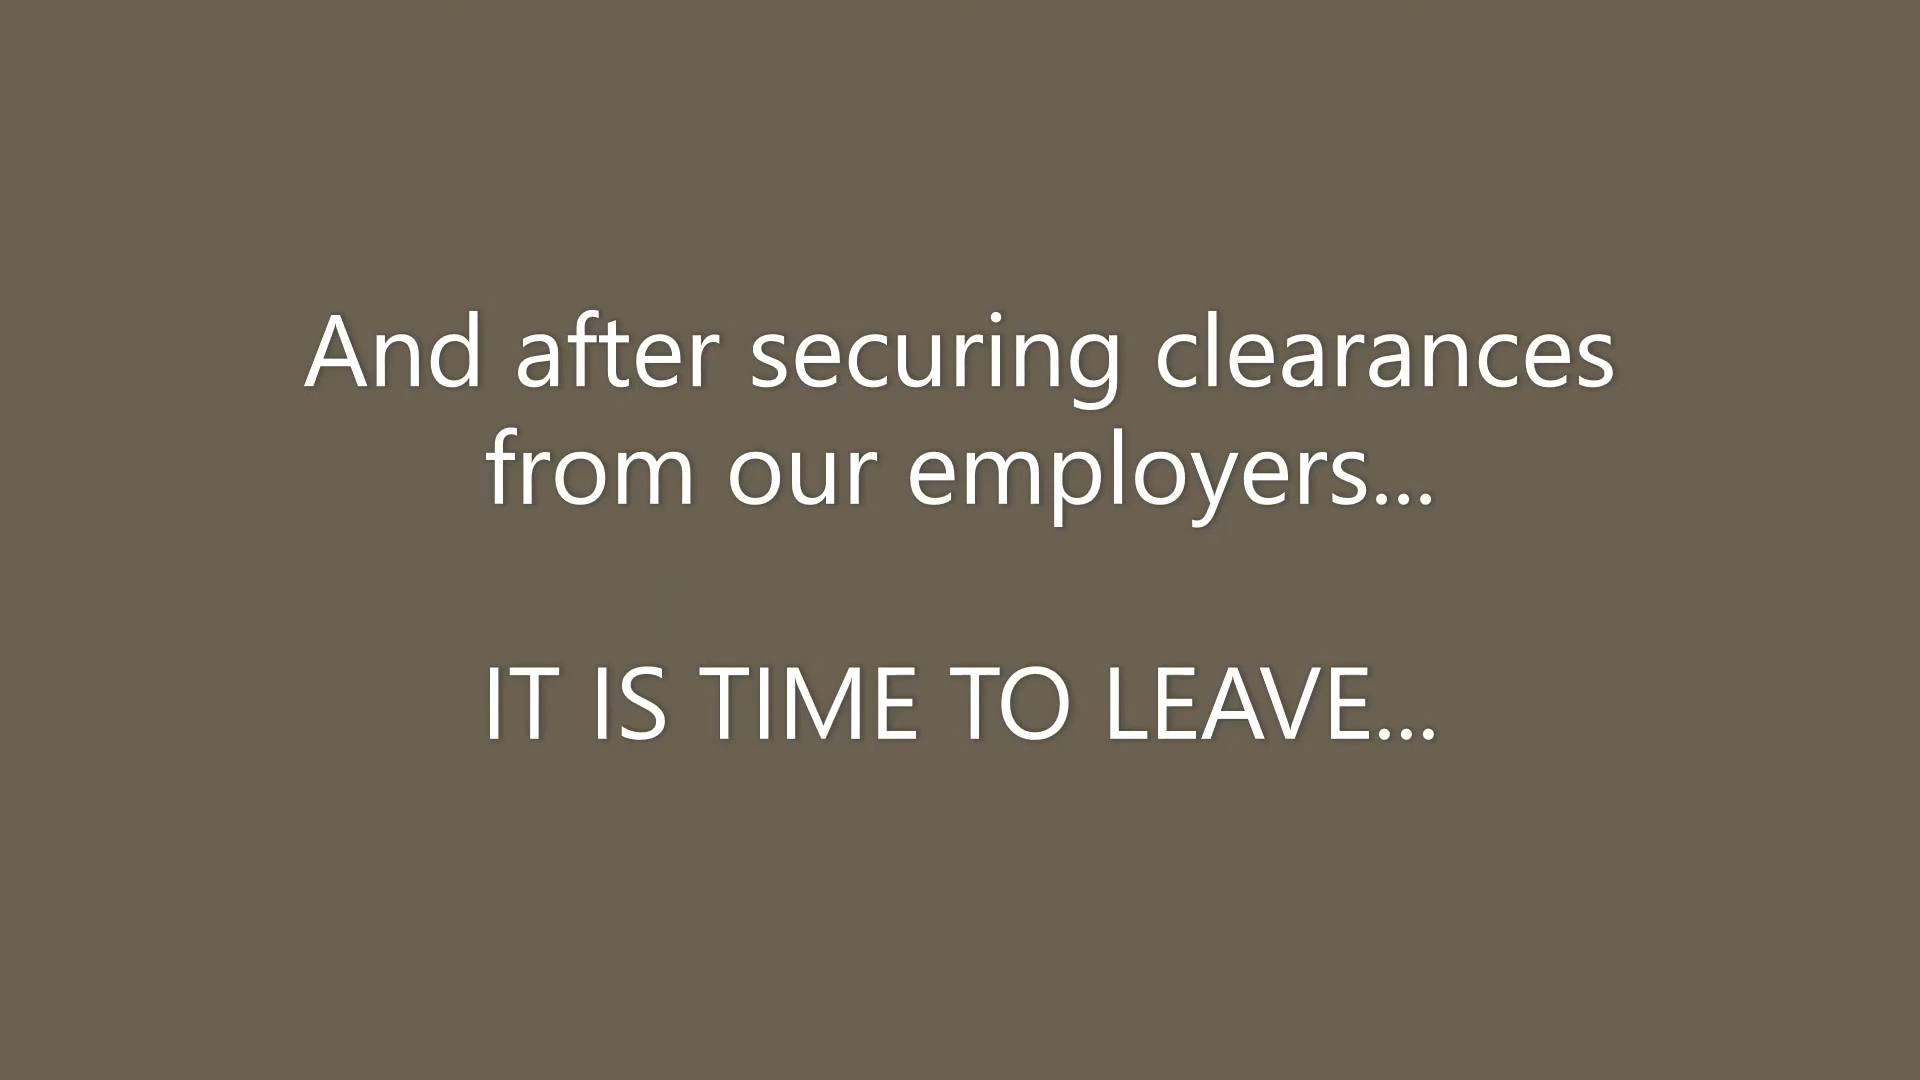 And after securing clearances
from our employers...
IT IS TIME TO LEAVE...